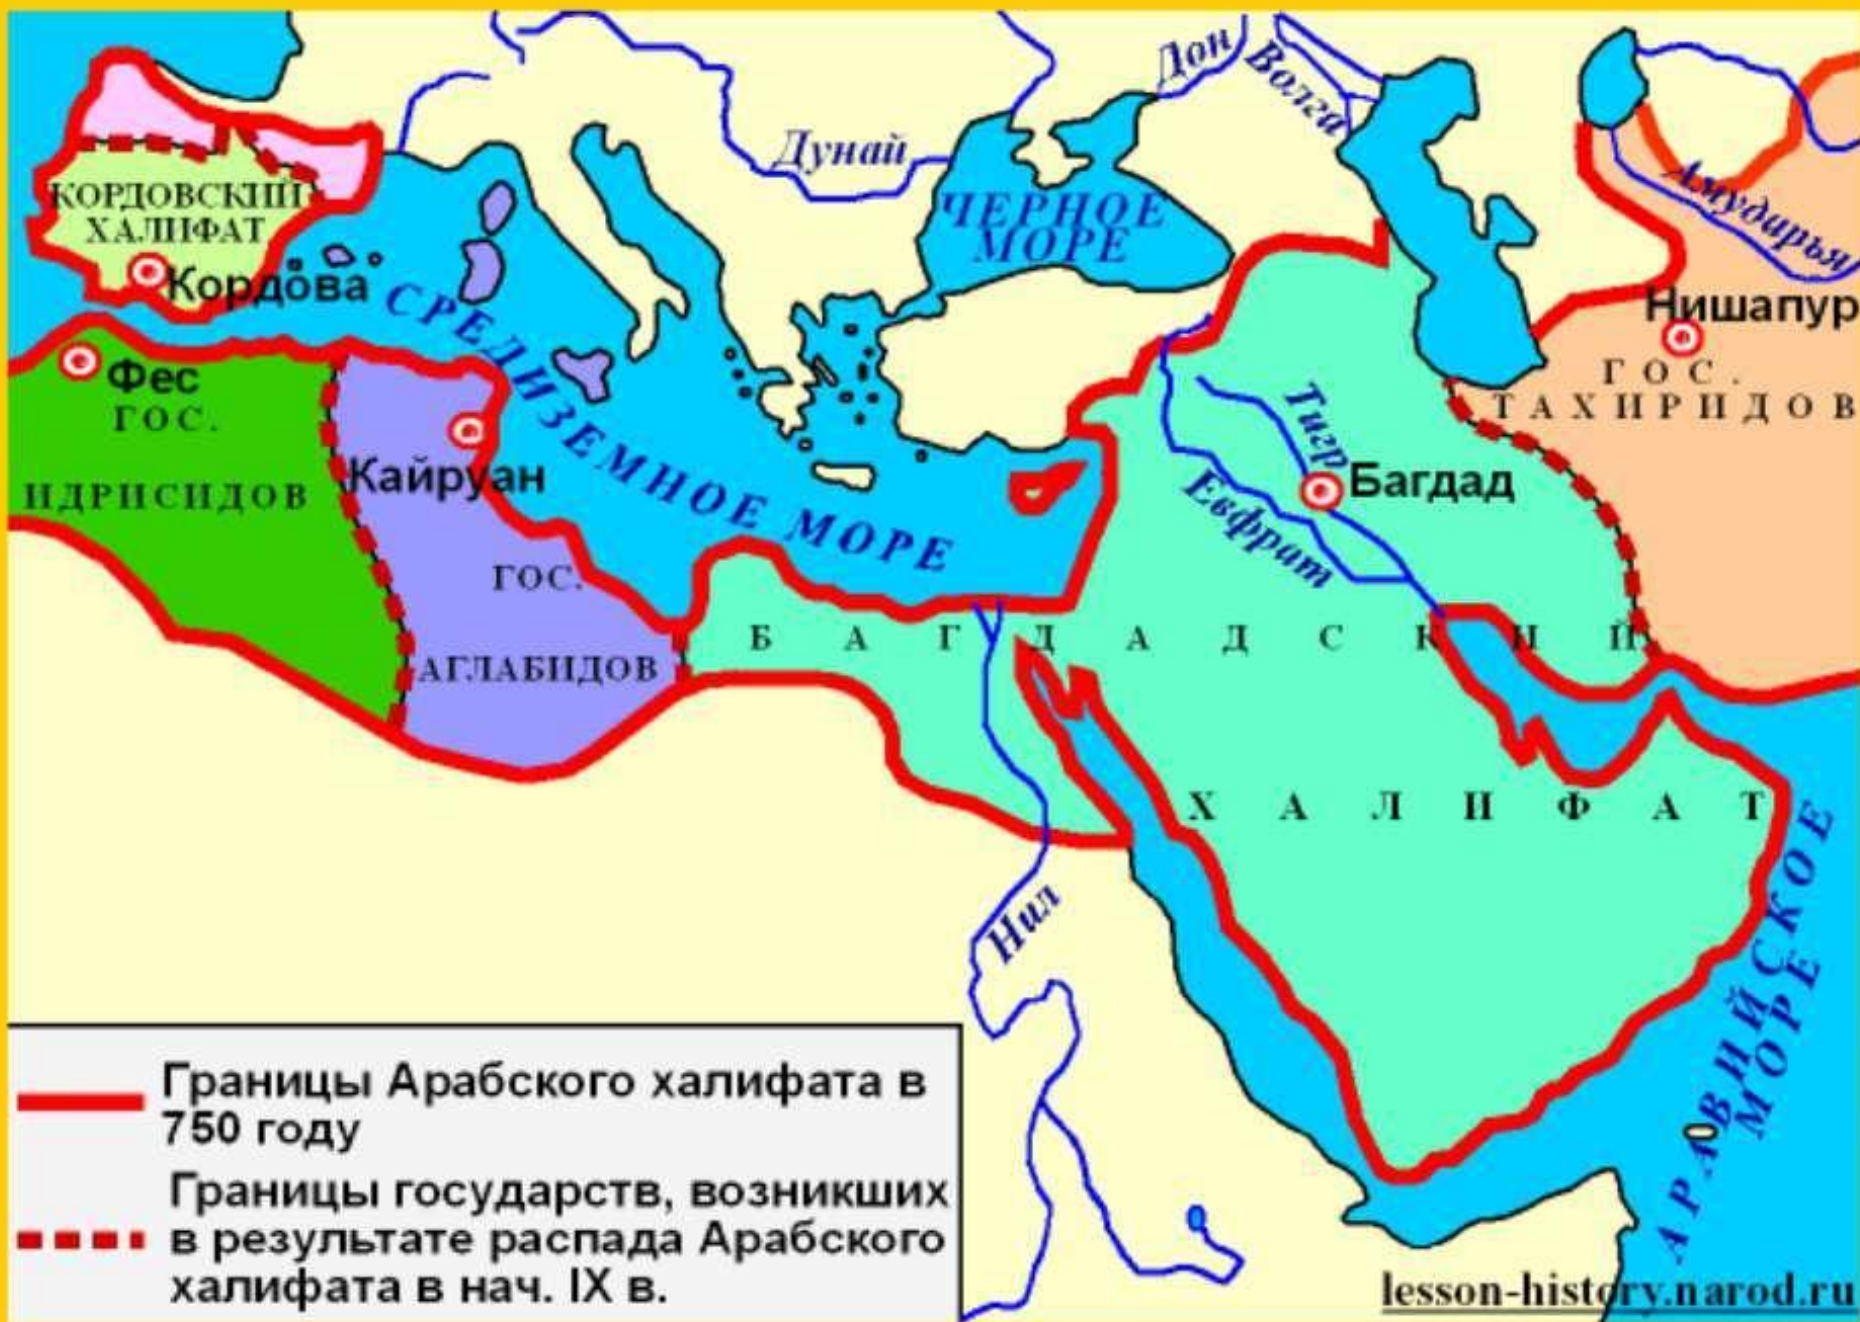 Дон
Волга
Дунай
Амударья
КОРДОВСКИЙ
ХАЛИФАТ
ЧЕРНОЕ
МОРЕ
Кордова
Нишапур
ГОС.
ТАХИРИДОВ
Фес
ГОС.
ИДРИСИДОВ
СРЕДИЗЕМНОЕ МОРЕ
Тигр
Багдад
Евфрат
Кайруан
ГОС.
АГЛАБИДОВ
БАГДАДСКИЙ
ХАЛИФАТ
Нил
АРАВИЙСКОЕ
МОРЕ
Границы Арабского халифата в
750 году
Границы государств, возникших
в результате распада Арабского
халифата в нач. IX в.
lesson-history.narod.ru